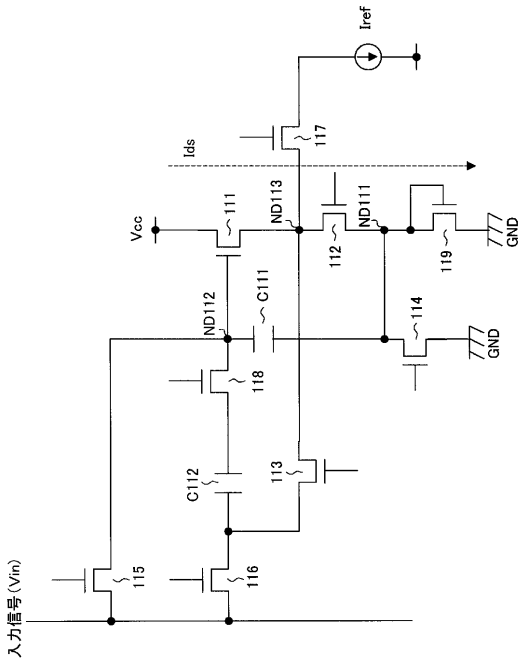 Iref
117
Ids
Vcc
111
ND113
112
ND111
119
GND
ND112
C111
114
GND
118
C112
113
115
116
入力信号(Vin)